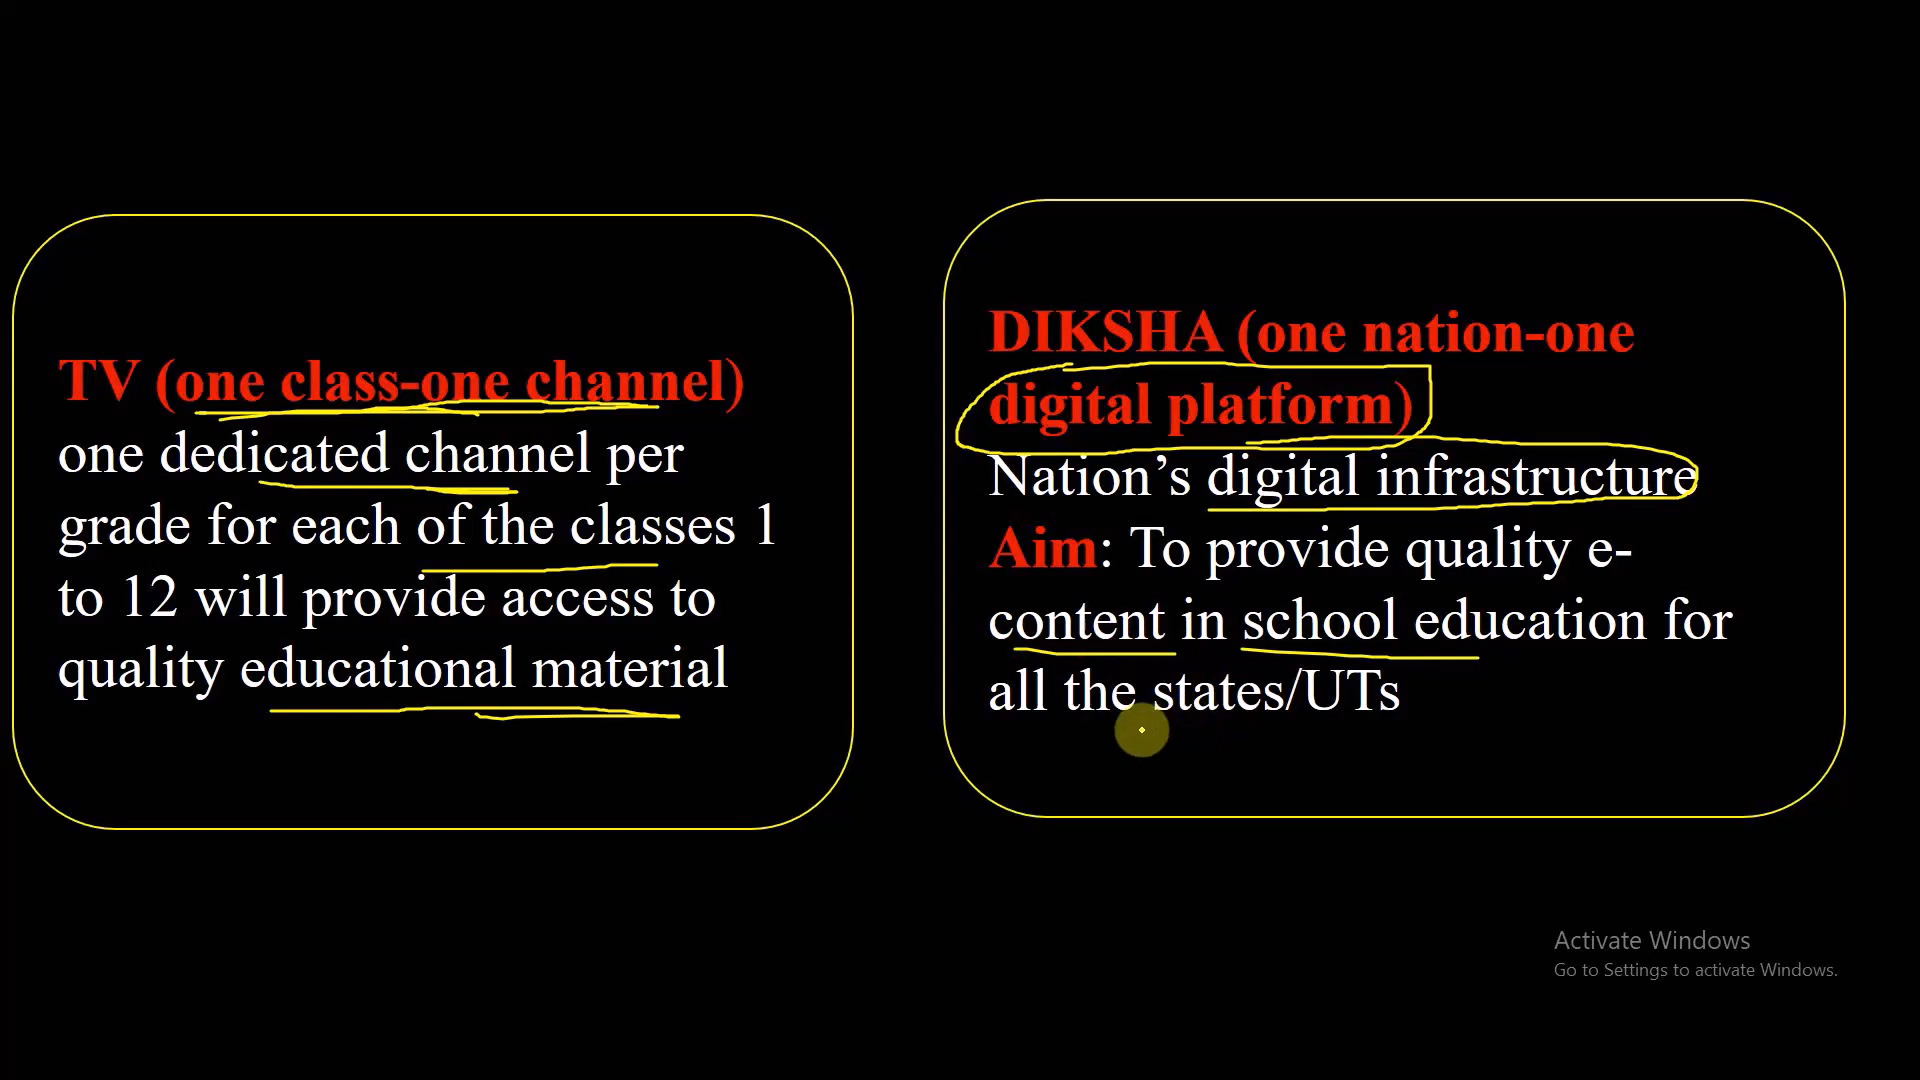 TV (one class-one channel)
one dedicated channel per
grade for each of the classes 1
to 12 will provide access to
quality educational material
DIKSHA (one nation-one
digital platform)
Nation’s digital infrastructure
Aim: To provide quality e-
content in school education for
all the states/UTs
Activate Windows
Go to Settings to activate Windows.